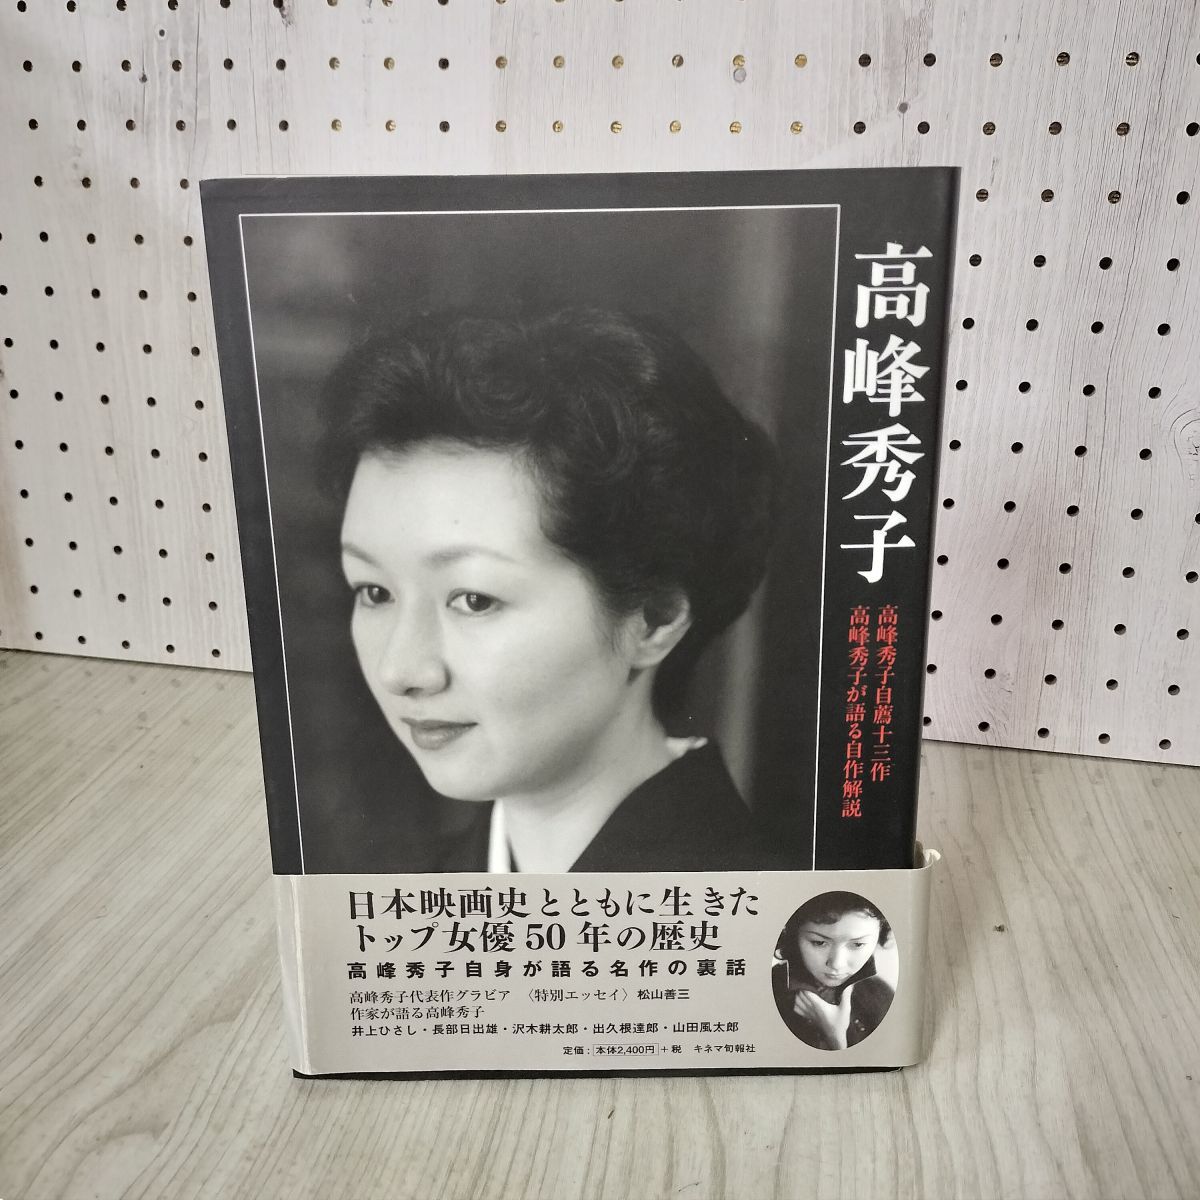 高峰秀子
高峰秀子自薦十三作
高峰秀子が語る自作解説
日本映画史とともに生きた
トップ女優50年の歴史
高峰秀子自身が語る名作の裏話
高峰秀子代表作グラビア 〈特別エッセイ〉松山善三
作家が語る高峰秀子
井上ひさし・長部日出雄・沢木耕太郎・出久根達郎・山田風太郎
定価：本体2,400円＋税 キネマ旬報社